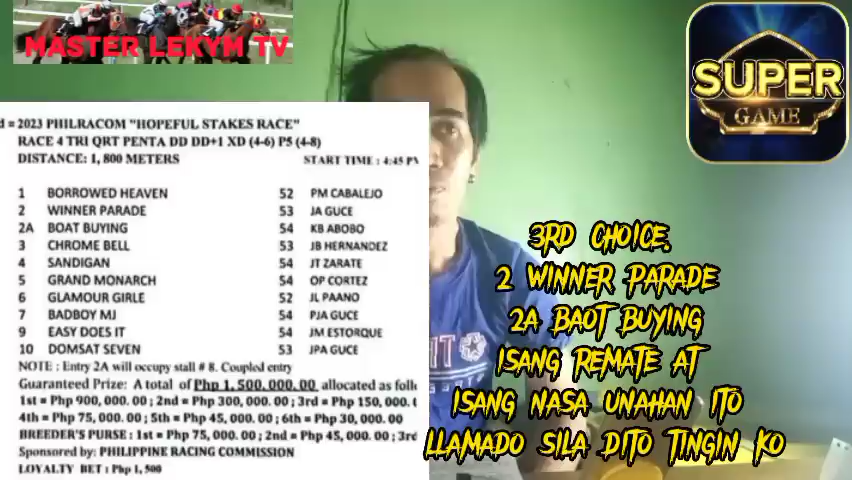 MASTER LEKYM TV
SUPER
GAME
d = 2023 PHILRACOM "HOPEFUL STAKES RACE"
RACE 4 TRI QRT PENTA DD DD+1 XD (4-6) P5 (4-8)
DISTANCE: 1, 800 METERS START TIME : 4:45 PM
1 BORROWED HEAVEN 52 PM CABALEJO
2 WINNER PARADE 53 JA GUCE
2A BOAT BUYING 54 KB ABOBO
3 CHROME BELL 53 JB HERNANDEZ
4 SANDIGAN 54 JT ZARATE
5 GRAND MONARCH 54 OP CORTEZ
6 GLAMOUR GIRLE 52 JL PAANO
7 BADBOY MJ 54 PJA GUCE
9 EASY DOES IT 54 JM ESTORQUE
10 DOMSAT SEVEN 53 JPA GUCE
NOTE : Entry 2A will occupy stall # 8. Coupled entry
Guaranteed Prize: A total of Php 1, 500, 000. 00 allocated as follo
1st = Php 900, 000. 00 ; 2nd = Php 300, 000. 00 ; 3rd = Php 150, 000. 
4th = Php 75, 000. 00 ; 5th = Php 45, 000. 00 ; 6th = Php 30, 000. 00
BREEDER'S PURSE : 1st = Php 75, 000. 00 ; 2nd = Php 45, 000. 00 ; 3rd
Sponsored by: PHILIPPINE RACING COMMISSION
LOYALTY BET : Php 1, 500
3RD CHOICE.
2 WINNER PARADE
2A BAOT BUYING
ISANG REMATE AT
ISANG NASA UNAHAN ITO
LLAMADO SILA DITO TINGIN KO